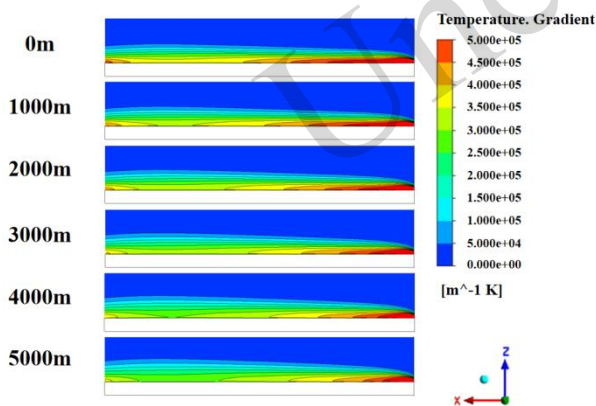 Temperature. Gradient
0m
1000m
2000m
3000m
4000m
5000m
5.000e+05
4.500e+05
4.000e+05
3.500e+05
3.000e+05
2.500e+05
2.000e+05
1.500e+05
1.000e+05
5.000e+04
0.000e+00
[m^-1 K]
Z
X
Unc